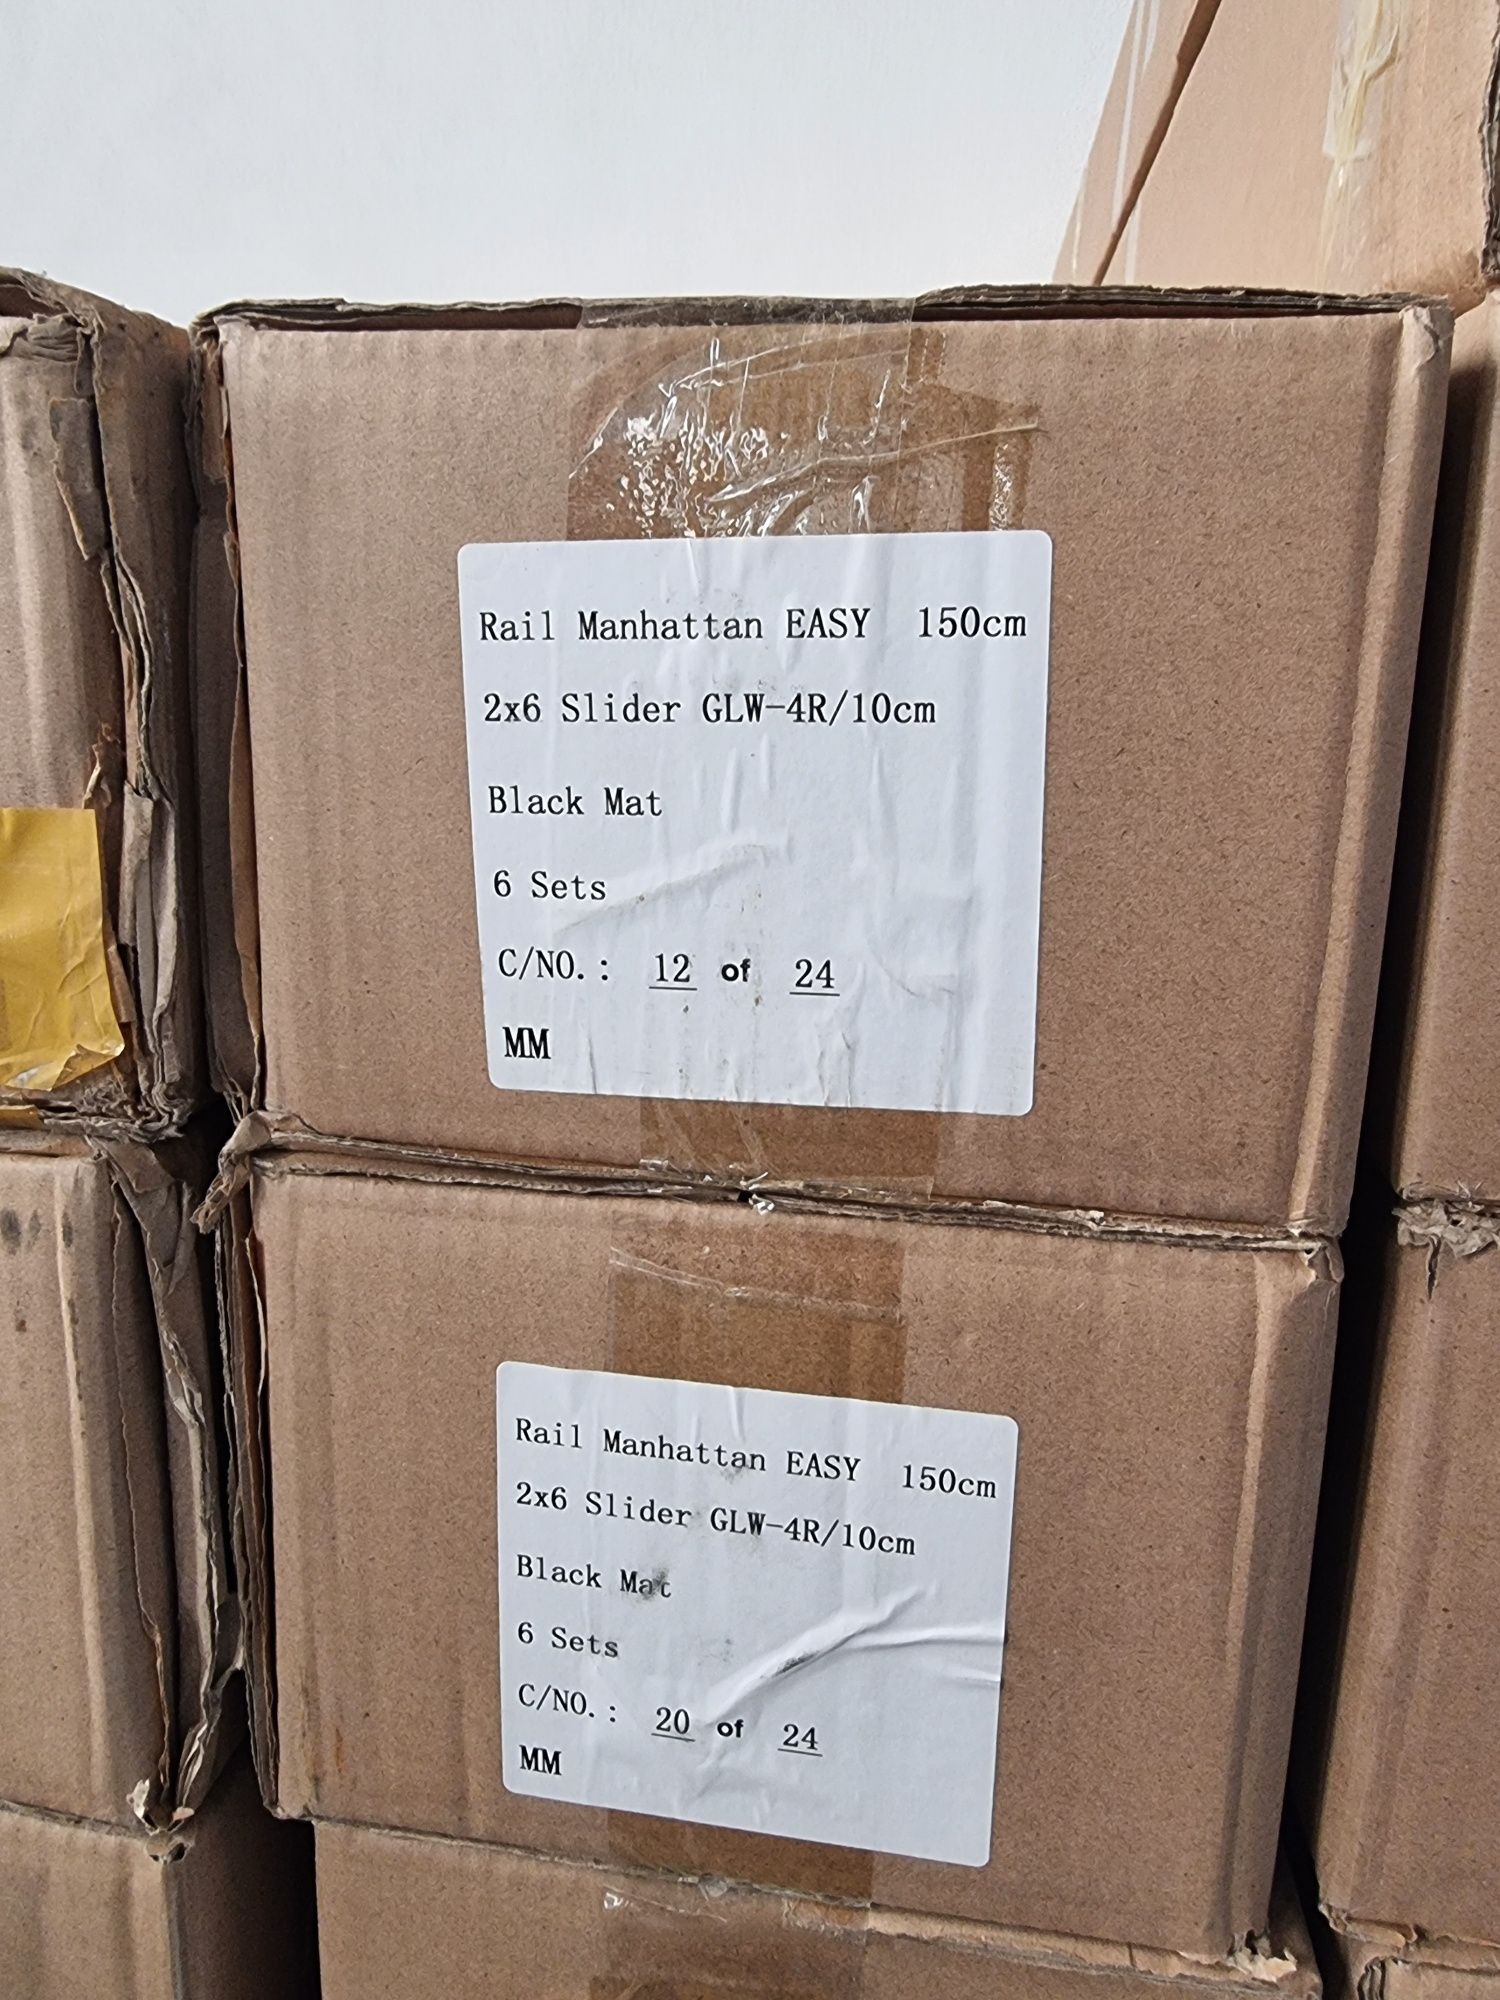 Rail Manhattan EASY 150cm
2x6 Slider GLW-4R/10cm
Black Mat
6 Sets
C/NO.: 12 of 24
MM
Rail Manhattan EASY 150cm
2x6 Slider GLW-4R/10cm
Black Mat
6 Sets
C/NO.: 20 of 24
MM